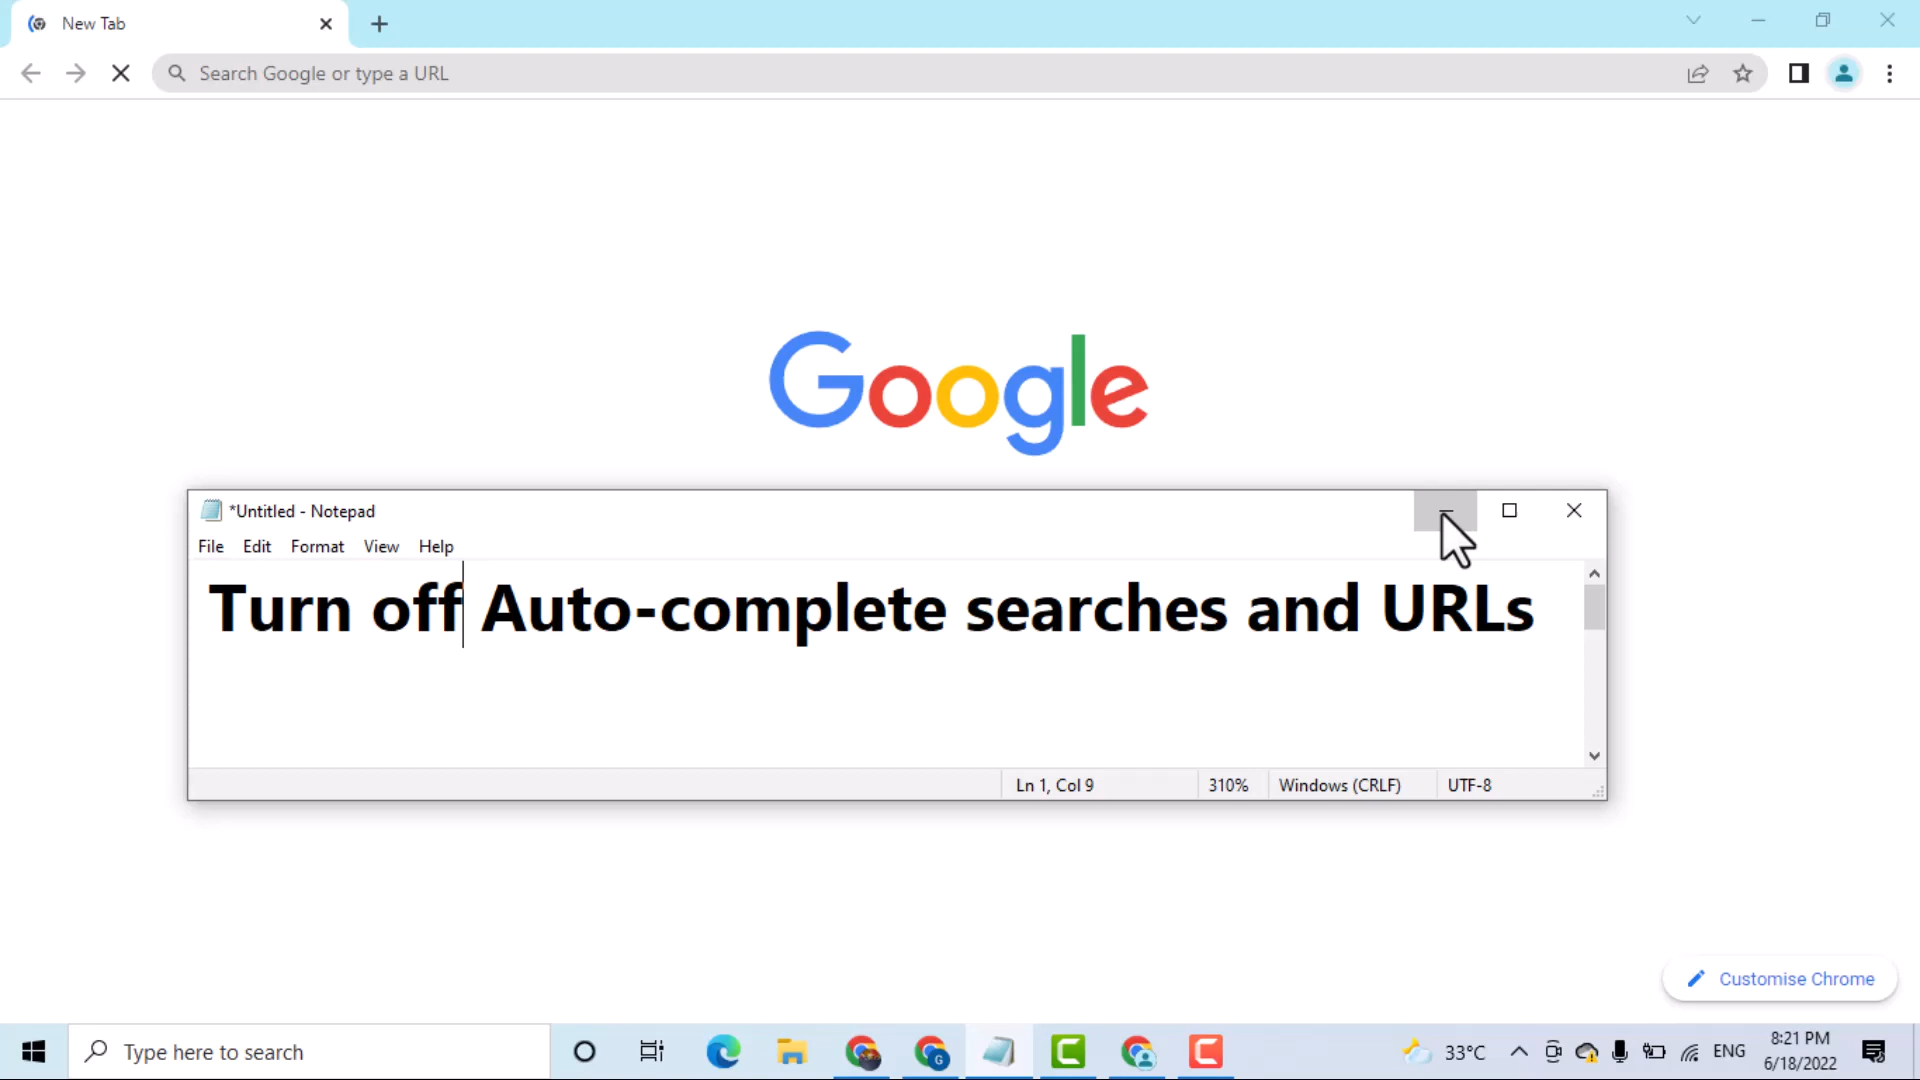 New Tab
Search Google or type a URL
Google
*Untitled - Notepad
File Edit Format View Help
Turn off Auto-complete searches and URLs
Ln 1, Col 9 310% Windows (CRLF) UTF-8
Customise Chrome
Type here to search
G
33°C ENG
8:21 PM
6/18/2022